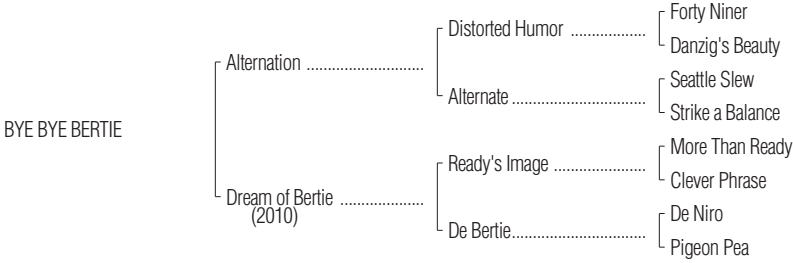 Forty Niner
Distorted Humor ..................
Danzig's Beauty
Alternation ............................
Seattle Slew
Alternate ................................
Strike a Balance
BYE BYE BERTIE
More Than Ready
Ready's Image ......................
Clever Phrase
Dream of Bertie ....................
(2010)
De Niro
De Bertie................................
Pigeon Pea